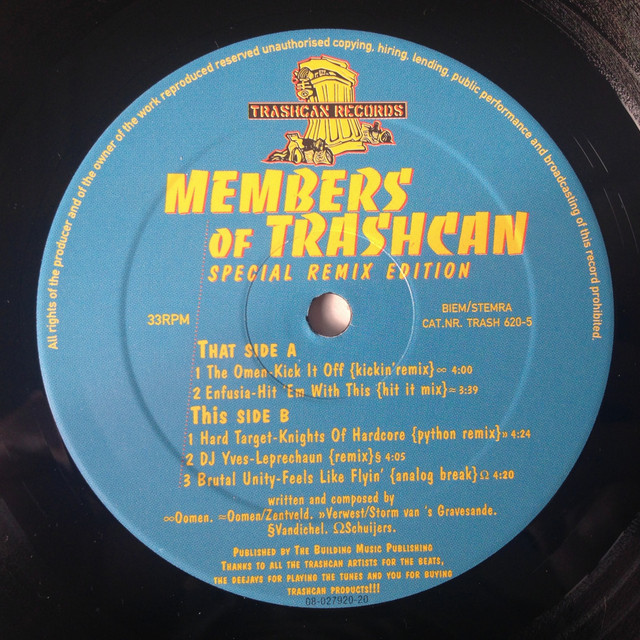 All rights of the producer and of the owner of the work reproduced reserved unauthorised copying, hiring, lending, public performance and broadcasting of this record prohibited.
TRASHCAN RECORDS
MEMBERS
OF TRASHCAN
SPECIAL REMIX EDITION
33RPM
BIEM/STEMRA
CAT.NR. TRASH 620-5
THAT SIDE A
1 The Omen-Kick It Off {kickin'remix}∞ 4:00
2 Enfusia-Hit 'Em With This {hit it mix}≈ 3:39
This SIDE B
1 Hard Target-Knights Of Hardcore {python remix}» 4:24
2 DJ Yves-Leprechaun {remix}§ 4:05
3 Brutal Unity-Feels Like Flyin' {analog break}Ω 4:20
written and composed by
∞Oomen. ≈Oomen/Zentveld. »Verwest/Storm van 's Gravesande.
§Vandichel. ΩSchuijers.
PUBLISHED BY THE BUILDING MUSIC PUBLISHING
THANKS TO ALL THE TRASHCAN ARTISTS FOR THE BEATS,
THE DEEJAYS FOR PLAYING THE TUNES AND YOU FOR BUYING
TRASHCAN PRODUCTS!!!
08-027920-20